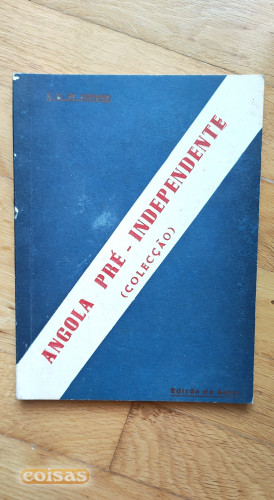 ANGOLA PRÉ - INDEPENDENTE
(COLECÇÃO)
Edição do Autor
coisas